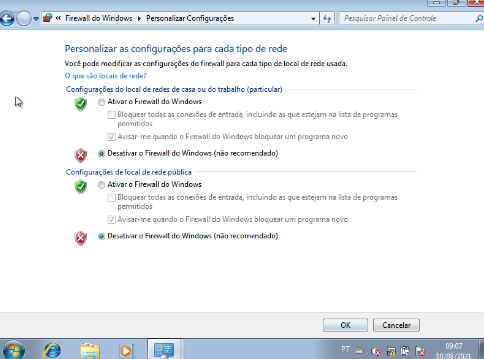 « Firewall do Windows ▸ Personalizar Configurações
Pesquisar Painel de Controle
Personalizar as configurações para cada tipo de rede
Você pode modificar as configurações do firewall para cada tipo de local de rede usada.
O que são locais de rede?
Configurações do local de redes de casa ou do trabalho (particular)
Ativar o Firewall do Windows
Bloquear todas as conexões de entrada, incluindo as que estejam na lista de programas
permitidos
Avisar-me quando o Firewall do Windows bloquear um programa novo
Desativar o Firewall do Windows (não recomendado)
Configurações de local de rede pública
Ativar o Firewall do Windows
Bloquear todas as conexões de entrada, incluindo as que estejam na lista de programas
permitidos
Avisar-me quando o Firewall do Windows bloquear um programa novo
Desativar o Firewall do Windows (não recomendado)
OK
Cancelar
PT
09:07
10/08/2021